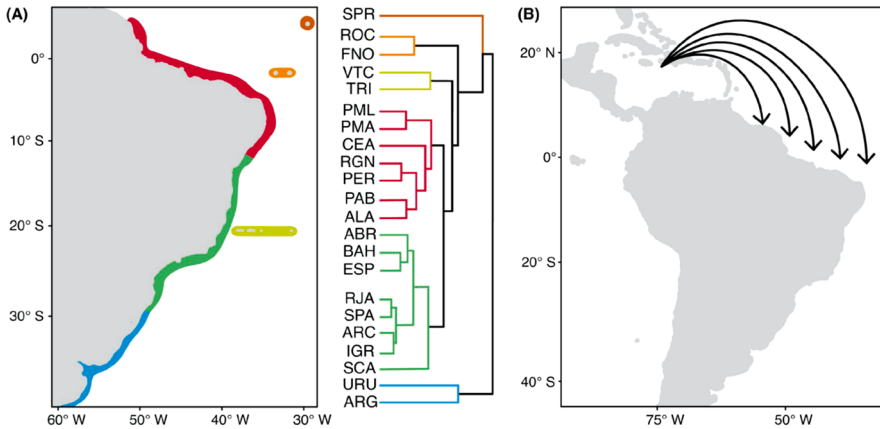 (A)
0°
10° S
20° S
30° S
60° W
50° W
40° W
30° W
SPR
ROC
FNO
VTC
TRI
PML
PMA
CEA
RGN
PER
PAB
ALA
ABR
BAH
ESP
RJA
SPA
ARC
IGR
SCA
URU
ARG
(B)
20° N
0°
20° S
40° S
75° W
50° W